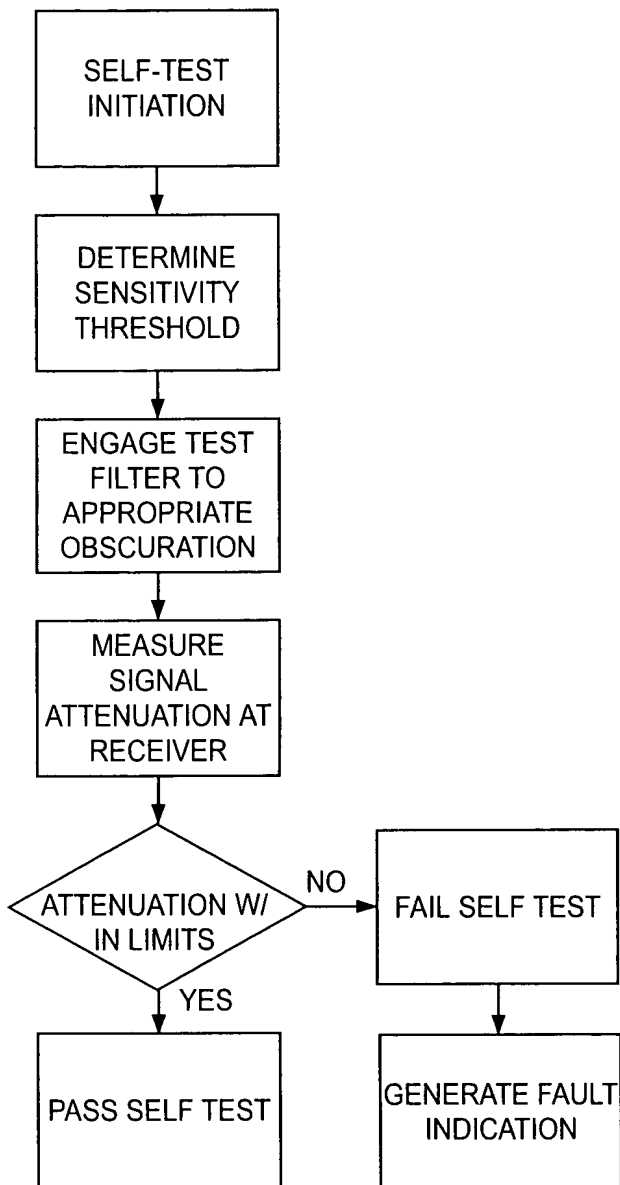 SELF-TEST
INITIATION
DETERMINE
SENSITIVITY
THRESHOLD
ENGAGE TEST
FILTER TO
APPROPRIATE
OBSCURATION
MEASURE
SIGNAL
ATTENUATION AT
RECEIVER
ATTENUATION W/
IN LIMITS
NO
FAIL SELF TEST
YES
PASS SELF TEST
GENERATE FAULT
INDICATION